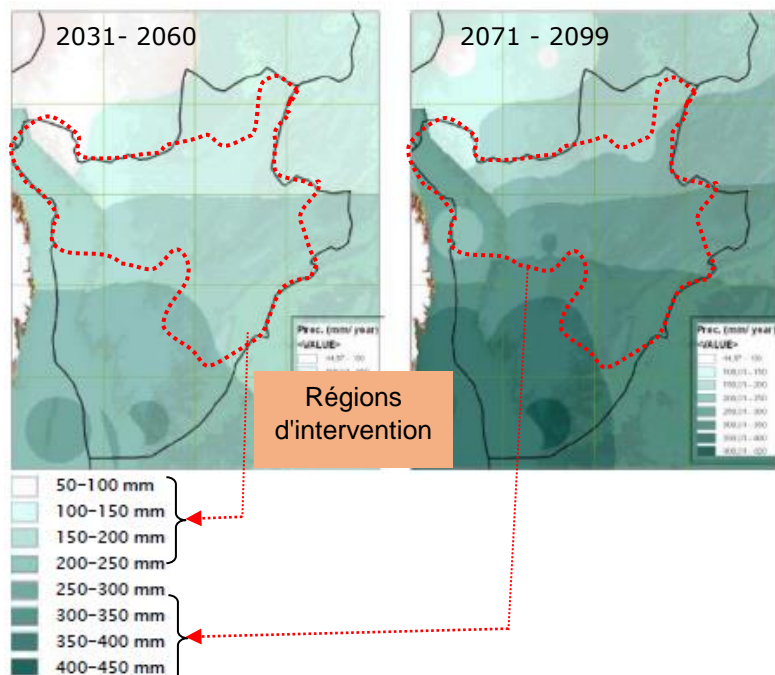 2031- 2060
2071 - 2099
Prec. (mm/ year)
<VALUE>
Prec. (mm/ year)
<VALUE>
Régions
d'intervention
50-100 mm
100-150 mm
150-200 mm
200-250 mm
250-300 mm
300-350 mm
350-400 mm
400-450 mm